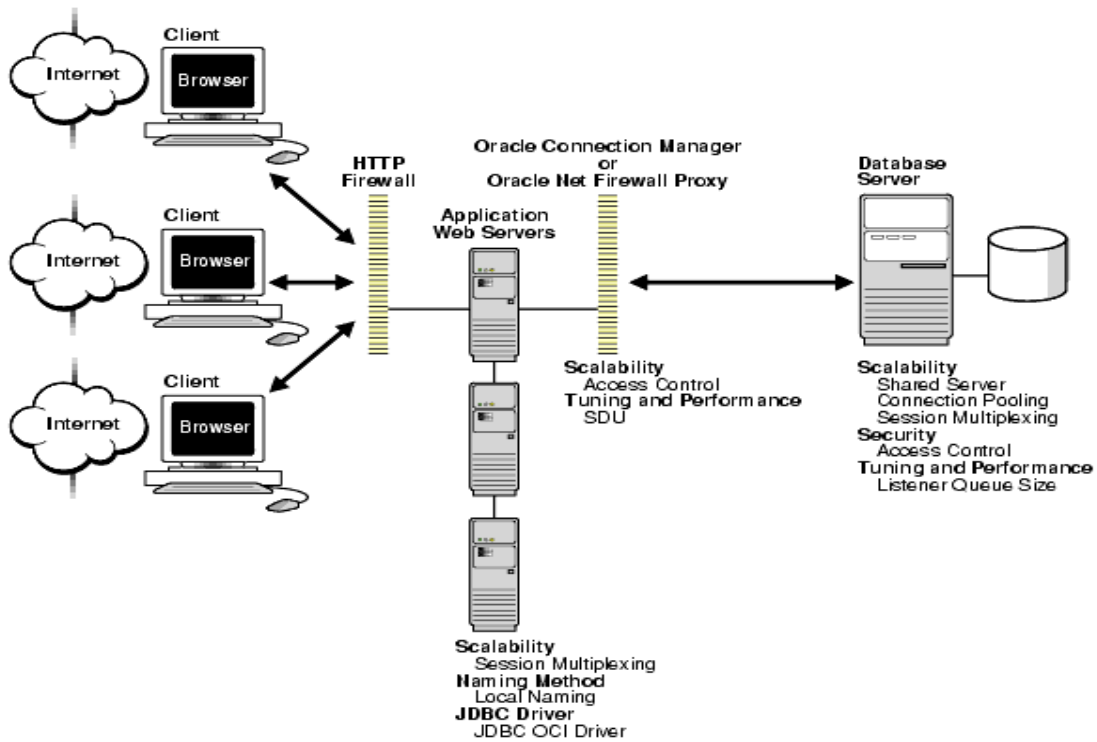 Client
Internet
Browser
Client
Internet
Browser
Client
Internet
Browser
HTTP
Firewall
Application
Web Servers
Scalability
Session Multiplexing
Naming Method
Local Naming
JDBC Driver
JDBC OCI Driver
Oracle Connection Manager
or
Oracle Net Firewall Proxy
Scalability
Access Control
Tuning and Performance
SDU
Database
Server
Scalability
Shared Server
Connection Pooling
Session Multiplexing
Security
Access Control
Tuning and Performance
Listener Queue Size